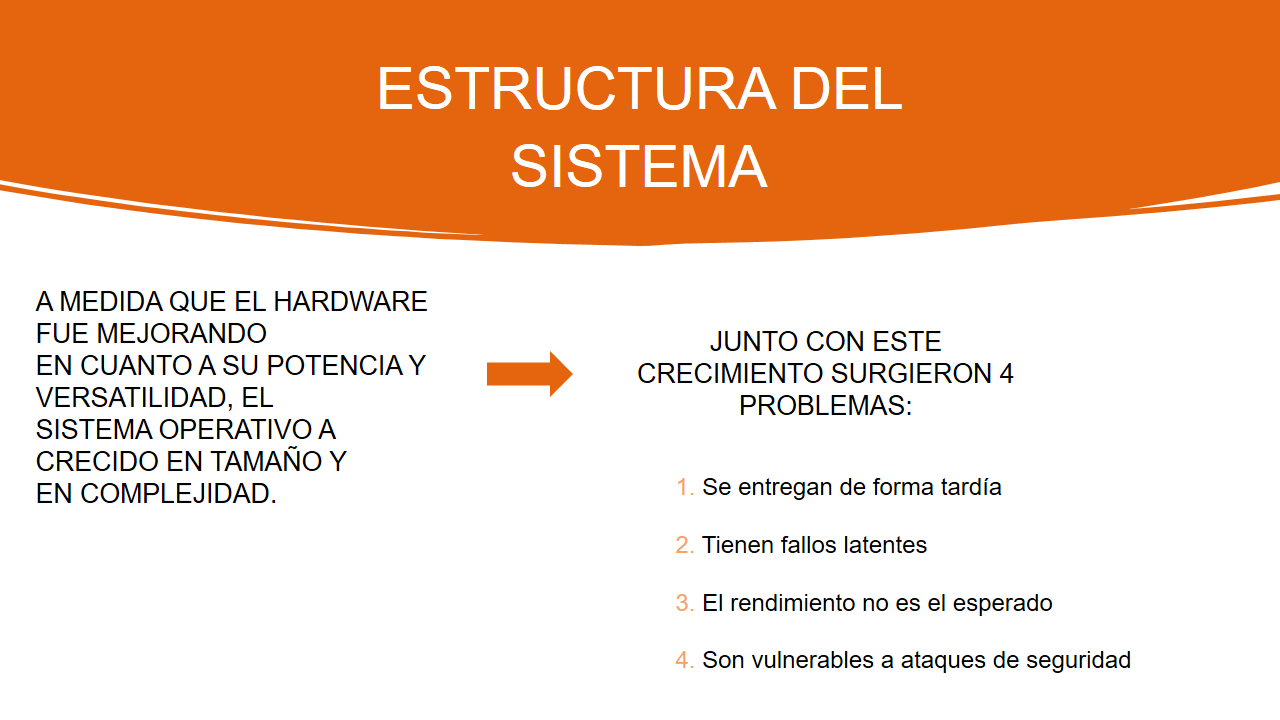 ESTRUCTURA DEL
SISTEMA
A MEDIDA QUE EL HARDWARE
FUE MEJORANDO
EN CUANTO A SU POTENCIA Y
VERSATILIDAD, EL
SISTEMA OPERATIVO A
CRECIDO EN TAMAÑO Y
EN COMPLEJIDAD.
JUNTO CON ESTE
CRECIMIENTO SURGIERON 4
PROBLEMAS:
1. Se entregan de forma tardía
2. Tienen fallos latentes
3. El rendimiento no es el esperado
4. Son vulnerables a ataques de seguridad